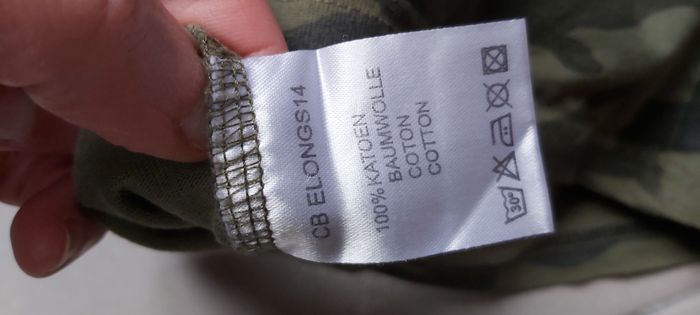 CB ELONGS14
100% KATOEN
BAUMWOLLE
COTON
COTTON
30°